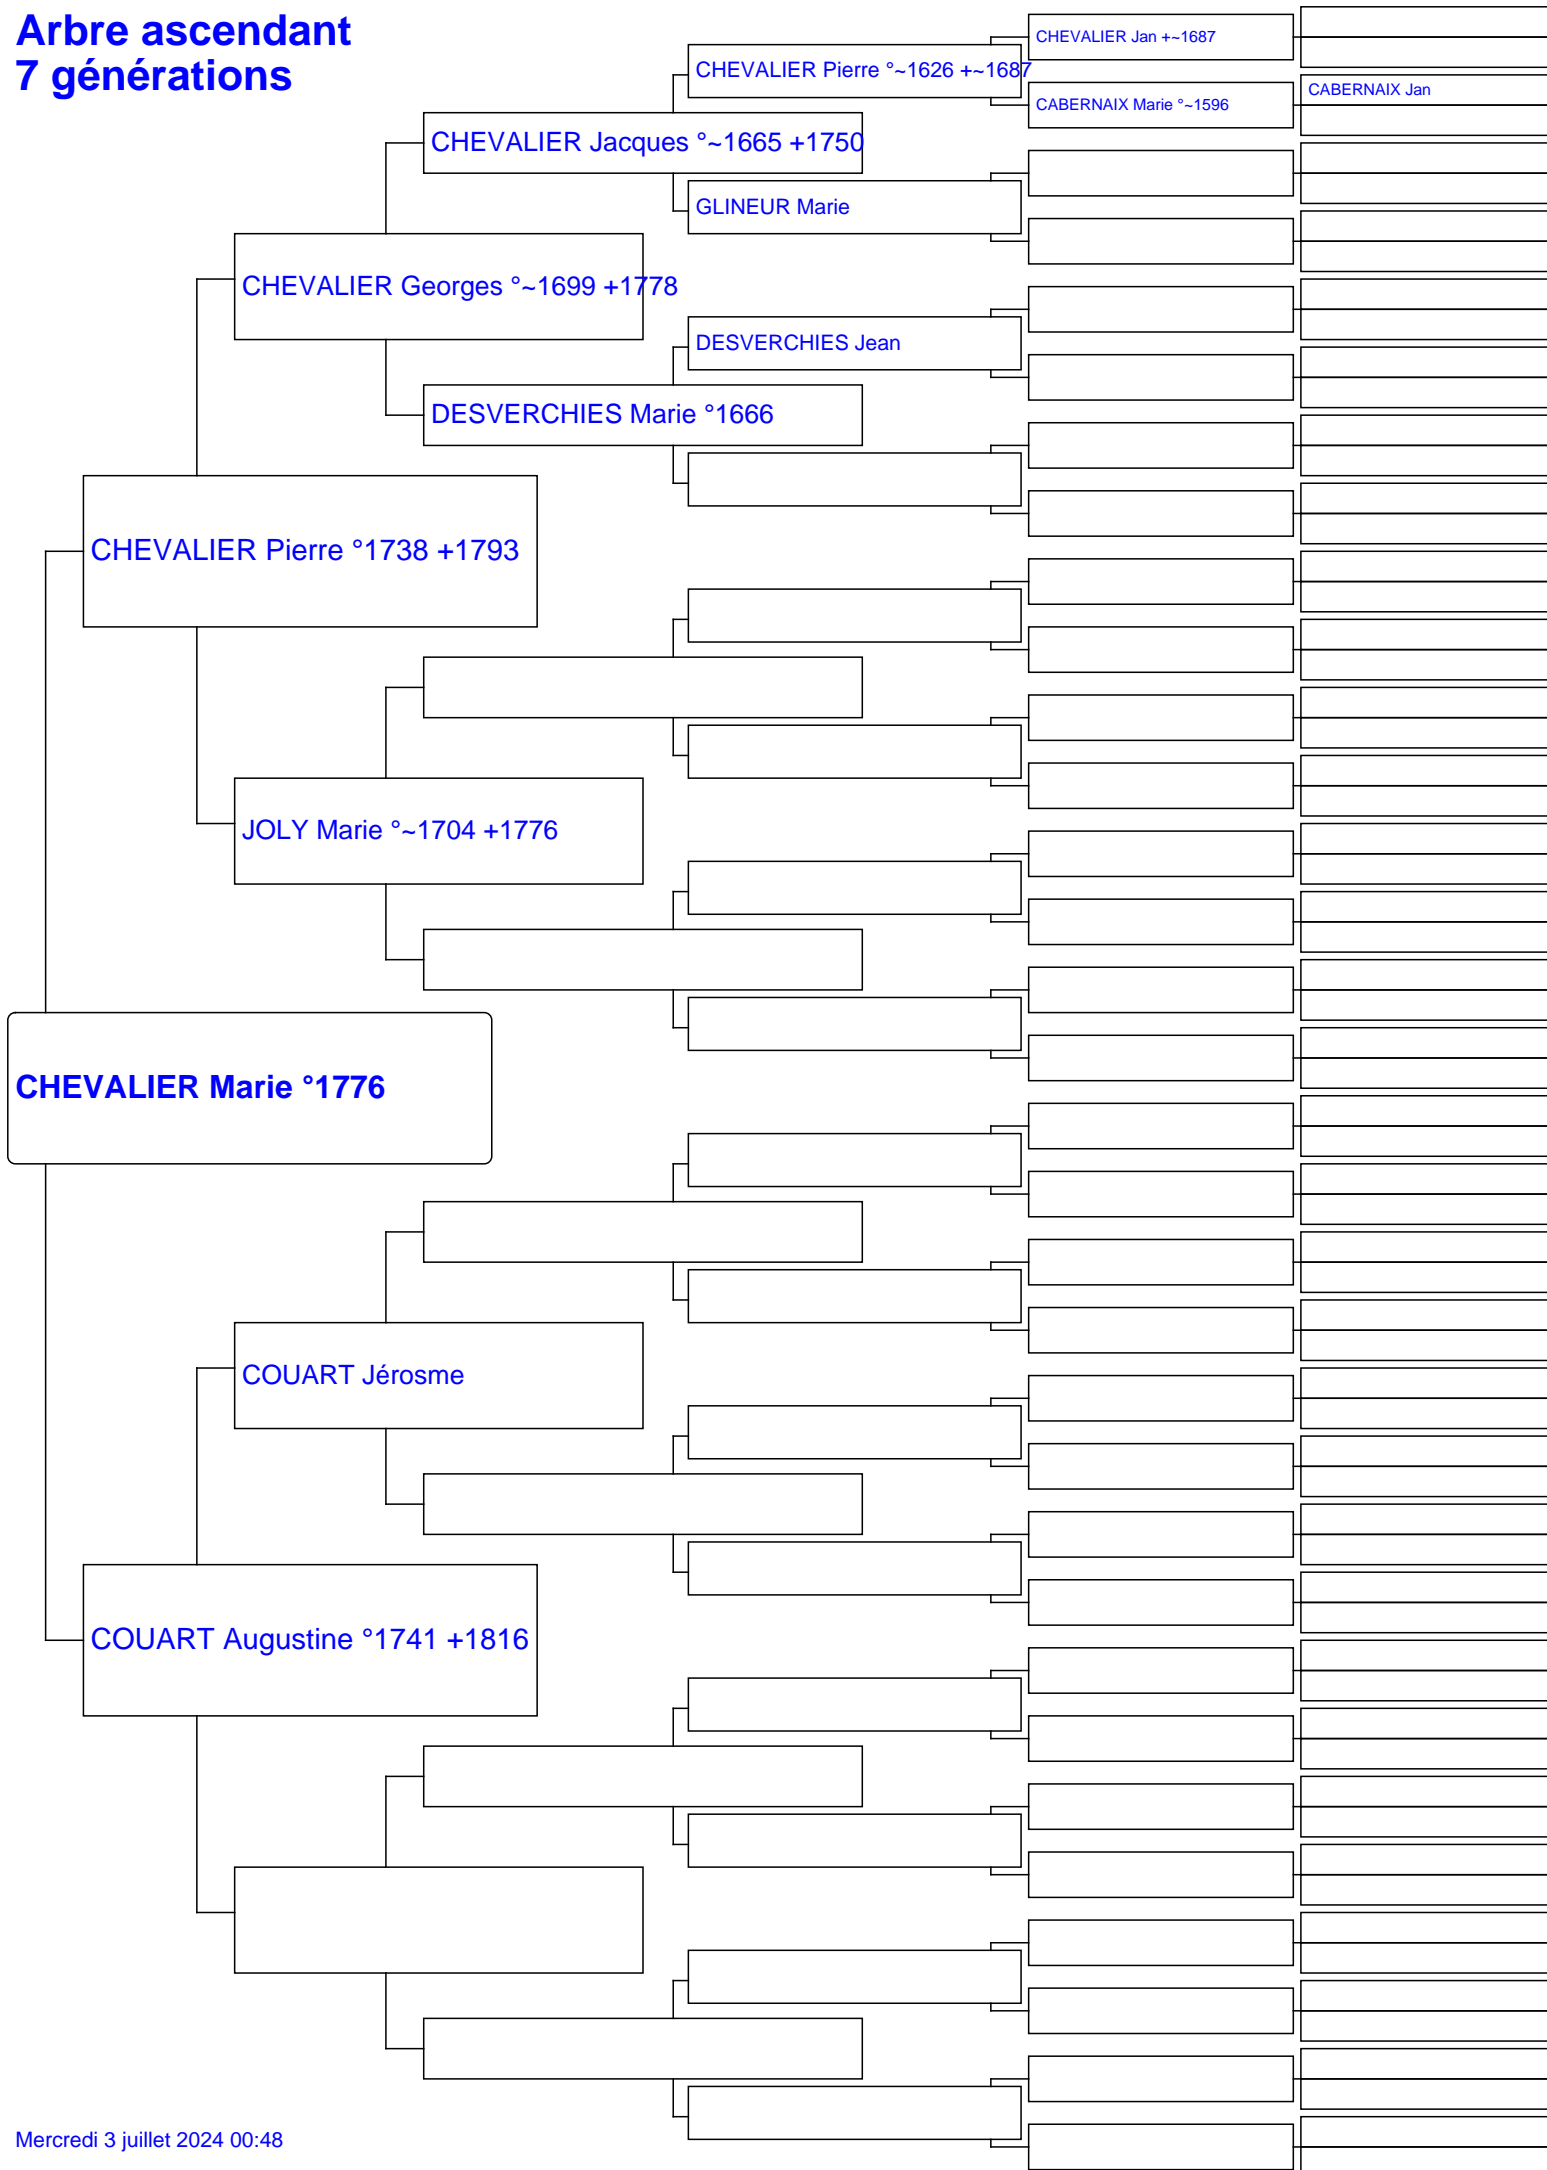 Arbre ascendant
7 générations
CHEVALIER Jan +~1687
CHEVALIER Pierre °~1626 +~1687
CABERNAIX Jan
CABERNAIX Marie °~1596
CHEVALIER Jacques °~1665 +1750
GLINEUR Marie
CHEVALIER Georges °~1699 +1778
DESVERCHIES Jean
DESVERCHIES Marie °1666
CHEVALIER Pierre °1738 +1793
JOLY Marie °~1704 +1776
CHEVALIER Marie °1776
COUART Jérosme
COUART Augustine °1741 +1816
Mercredi 3 juillet 2024 00:48